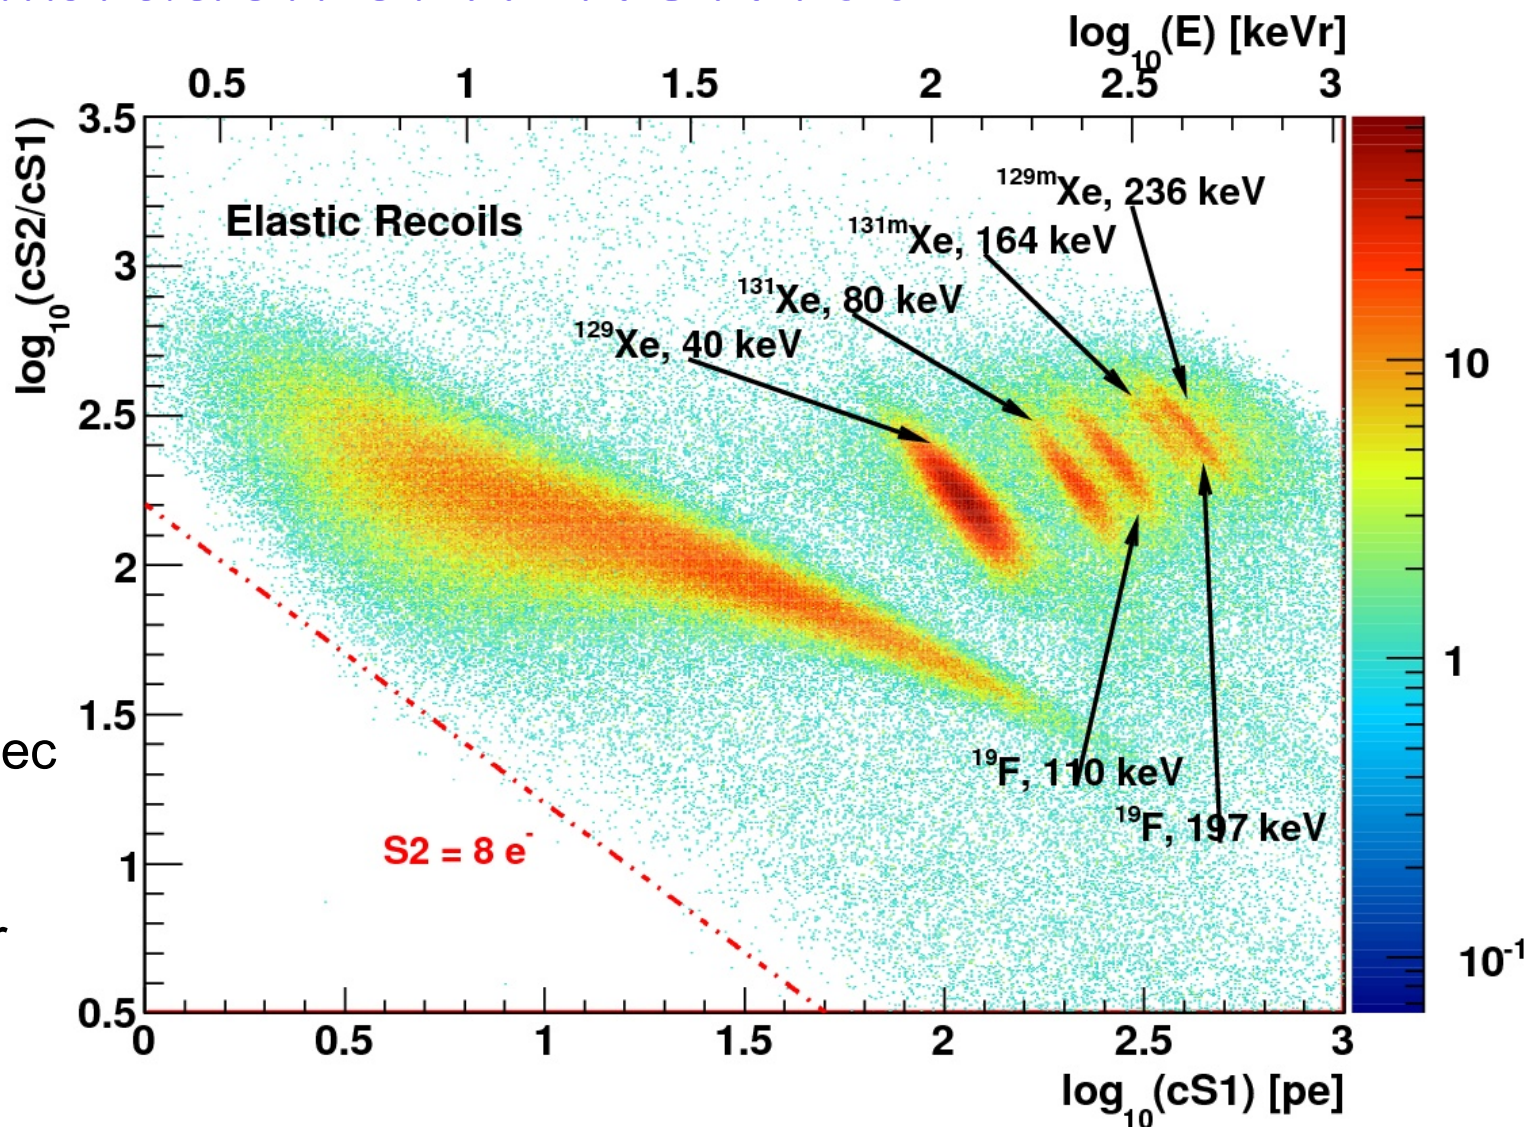 log10(E) [keVr]
0.5 1 1.5 2 2.5 3
log10(cS2/cS1)
3.5
3
2.5
2
1.5
1
0.5
Elastic Recoils
129mXe, 236 keV
131mXe, 164 keV
131Xe, 80 keV
129Xe, 40 keV
19F, 110 keV
19F, 197 keV
S2 = 8 e-
ec
r
10
1
10-1
0 0.5 1 1.5 2 2.5 3
log10(cS1) [pe]